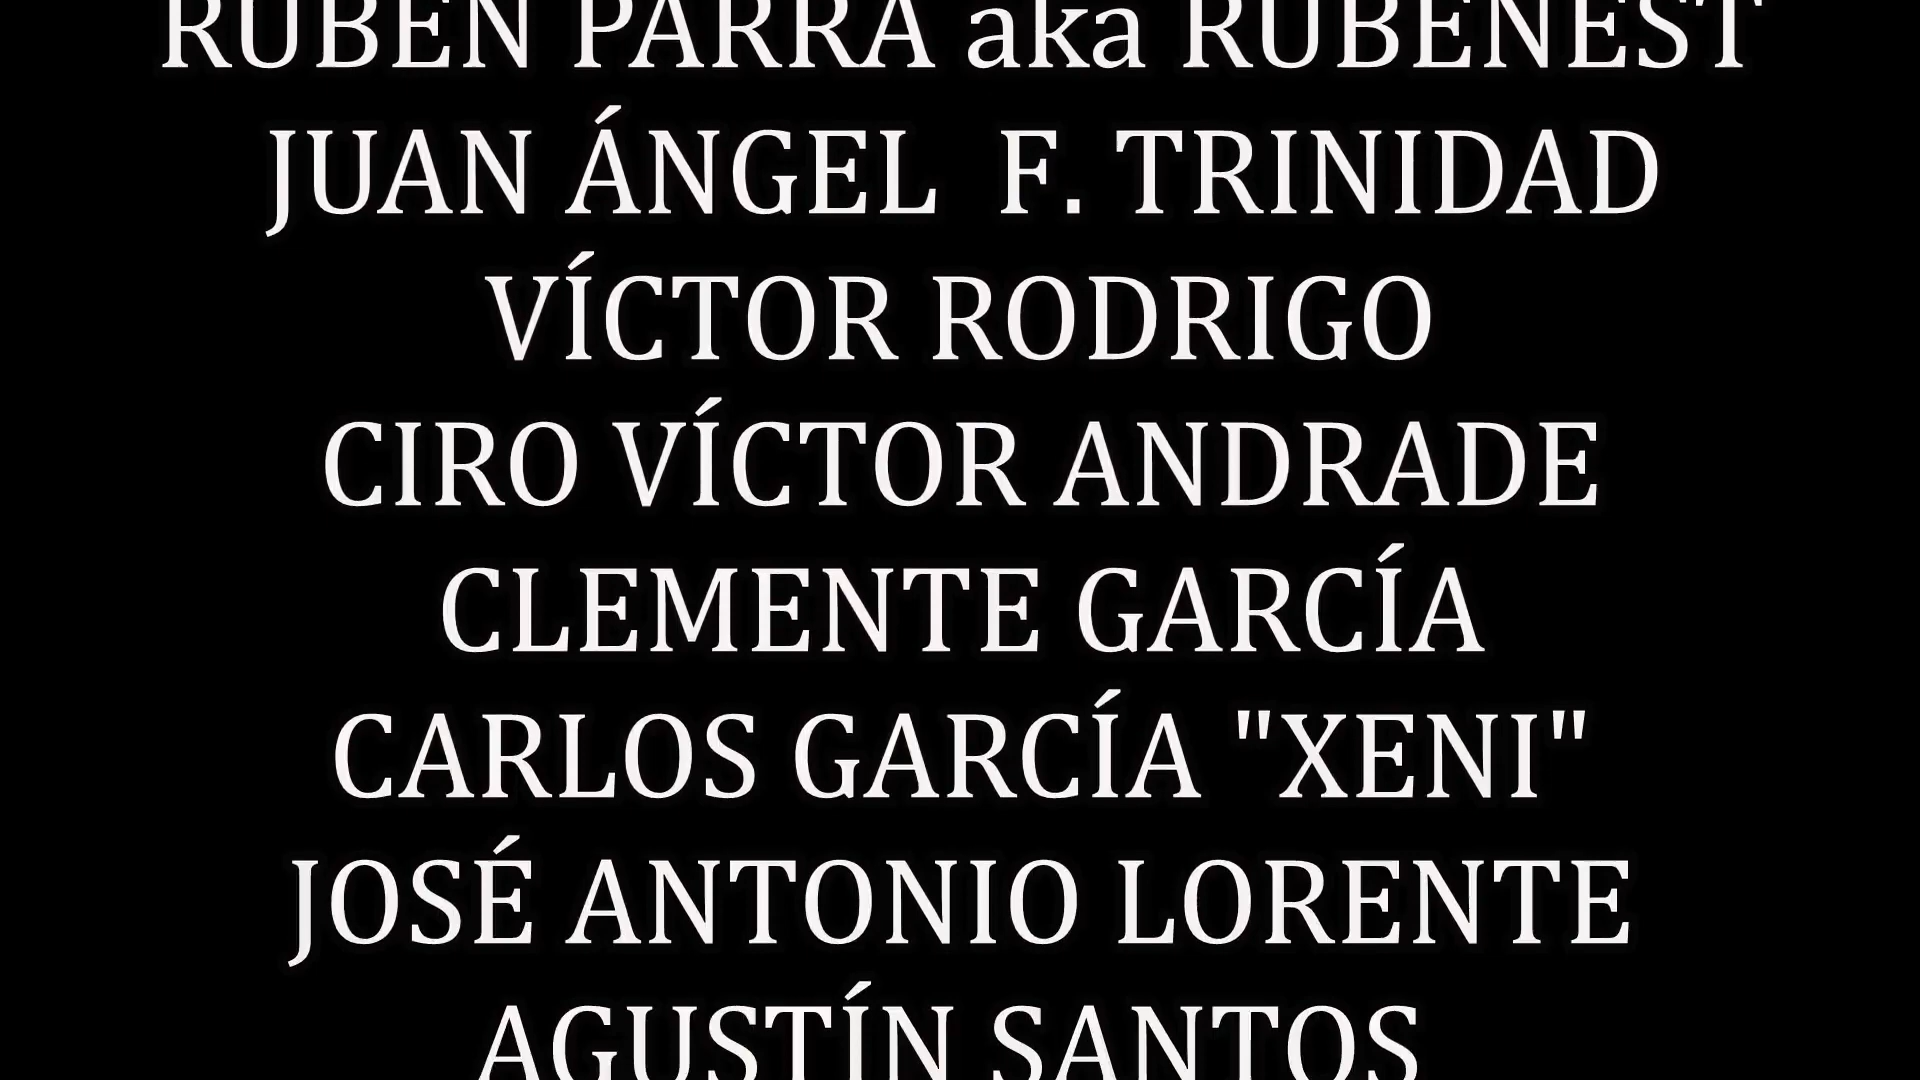 RUBEN PARRA aka RUBENEST
JUAN ÁNGEL  F. TRINIDAD
VÍCTOR RODRIGO
CIRO VÍCTOR ANDRADE
CLEMENTE GARCÍA
CARLOS GARCÍA "XENI"
JOSÉ ANTONIO LORENTE
AGUSTÍN SANTOS